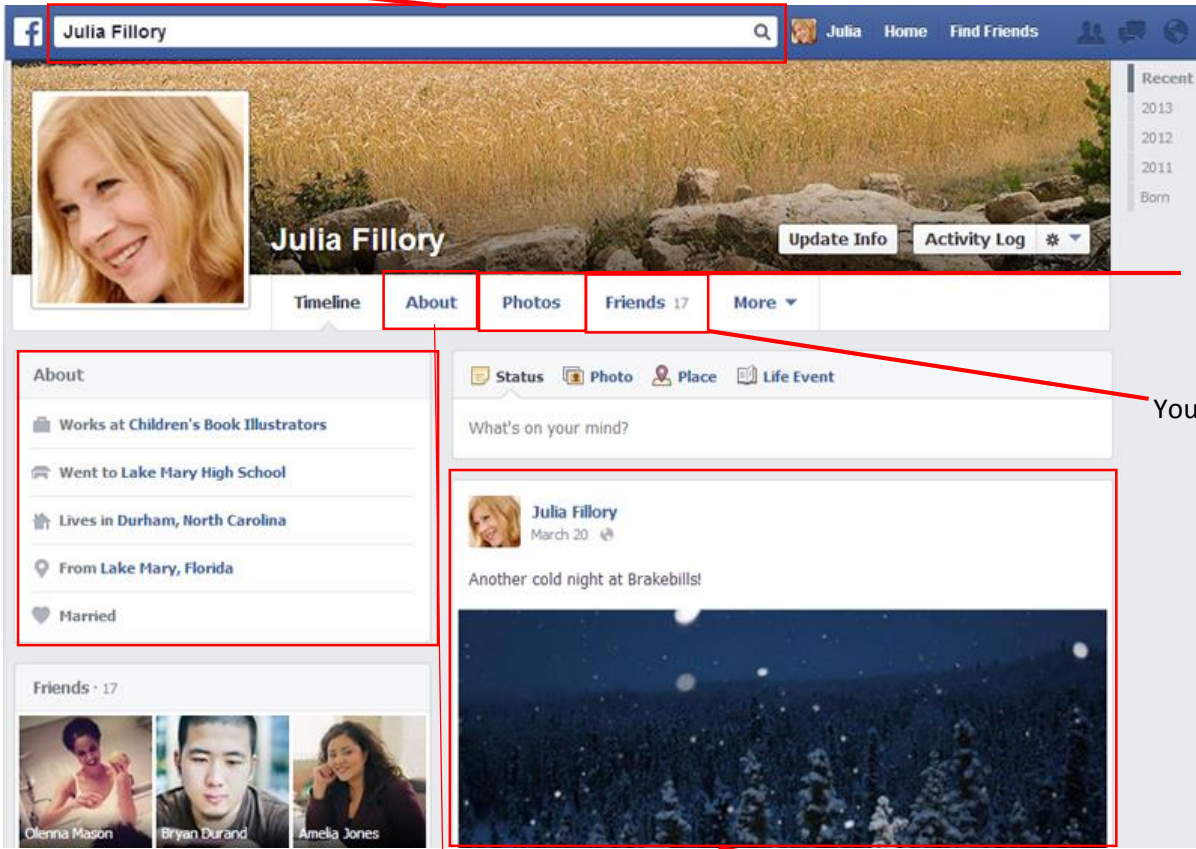 f Julia Fillory Julia Home Find Friends
Recent
2013
2012
2011
Born
Julia Fillory
Update Info Activity Log
Timeline About Photos Friends 17 More
About
Works at Children's Book Illustrators
Went to Lake Mary High School
Lives in Durham, North Carolina
From Lake Mary, Florida
Married
Friends · 17
Olenna Mason Bryan Durand Amelia Jones
Status Photo Place Life Event
What's on your mind?
You
Julia Fillory
March 20
Another cold night at Brakebills!